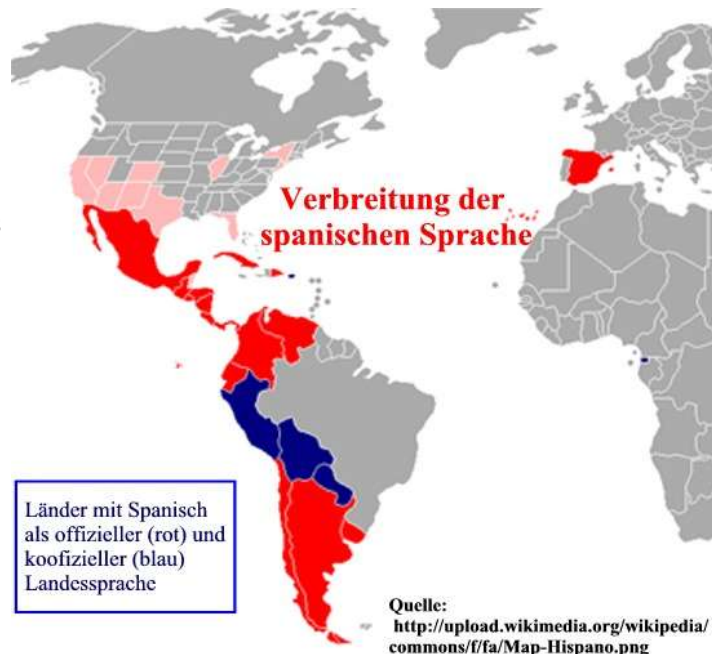 Verbreitung der
spanischen Sprache
Länder mit Spanisch
als offizieller (rot) und
koofizieller (blau)
Landessprache
Quelle:
http://upload.wikimedia.org/wikipedia/
commons/f/fa/Map-Hispano.png